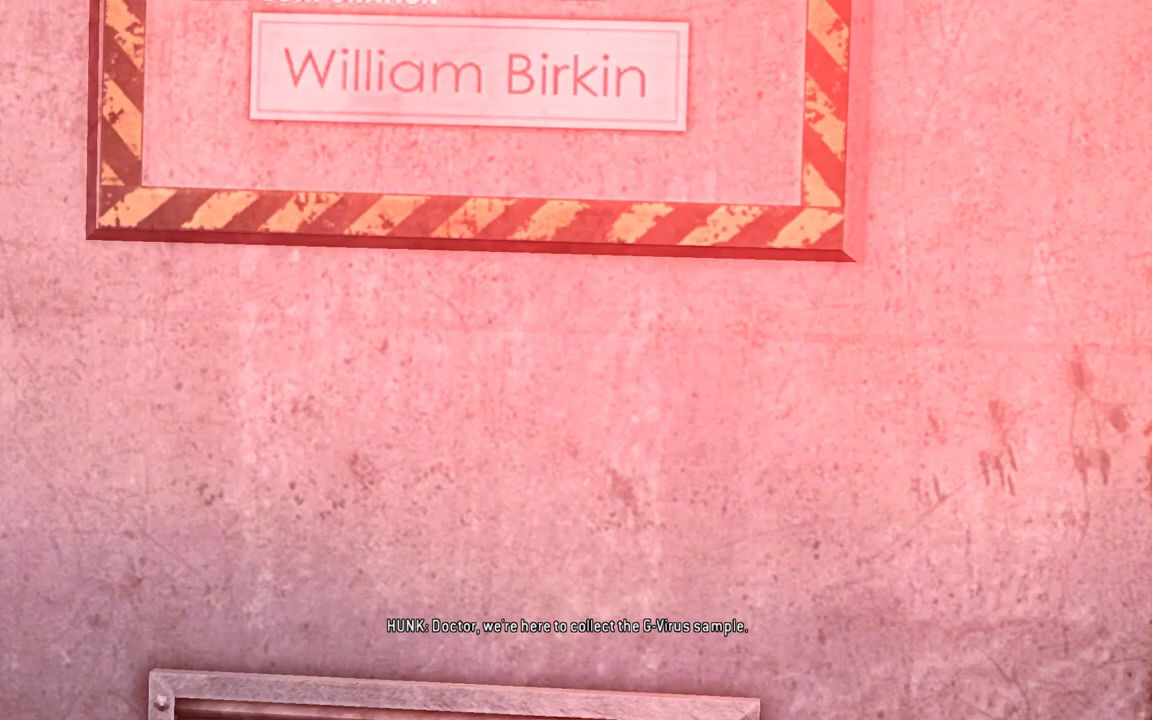 William Birkin
HUNK: Doctor, we're here to collect the G-Virus sample.